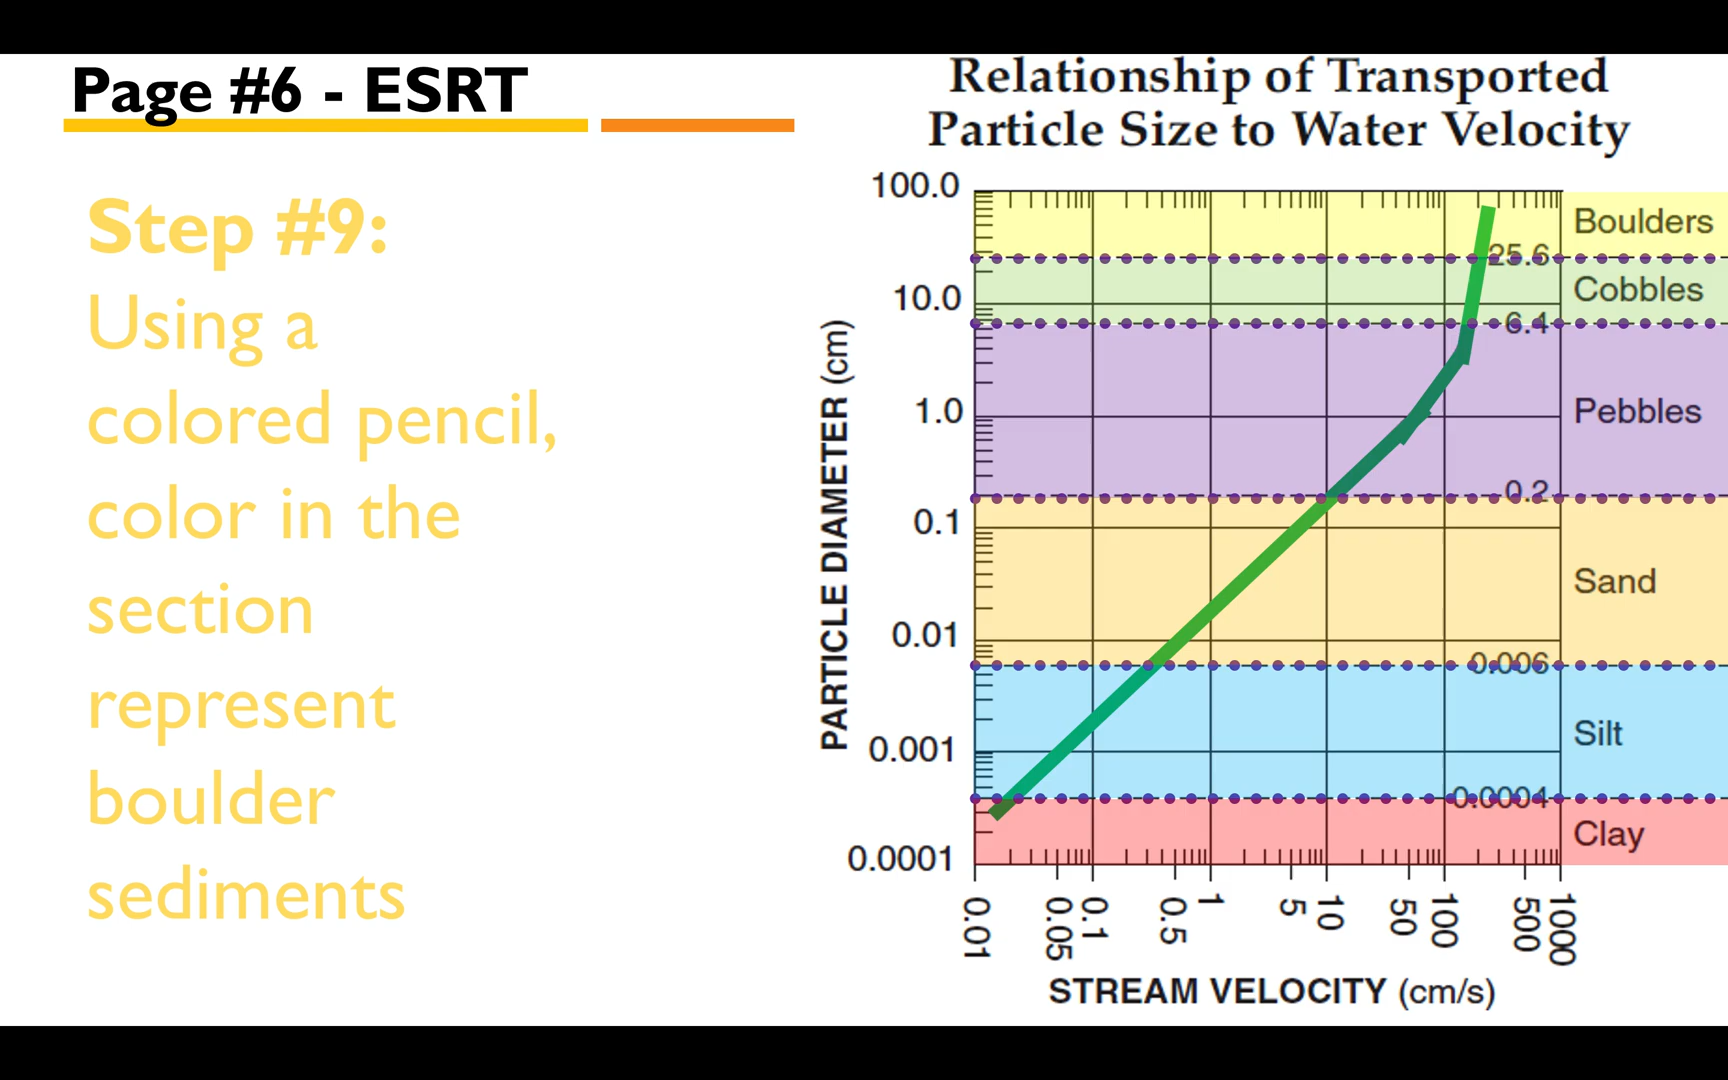 Page #6 - ESRT
Step #9:
Using a
colored pencil,
color in the
section
represent
boulder
sediments
Relationship of Transported
Particle Size to Water Velocity
PARTICLE DIAMETER (cm)
100.0
10.0
1.0
0.1
0.01
0.001
0.0001
Boulders
25.6
Cobbles
6.4
Pebbles
0.2
Sand
0.006
Silt
0.0004
Clay
0.01
0.05
0.1
0.5
1
5
10
50
100
500
1000
STREAM VELOCITY (cm/s)